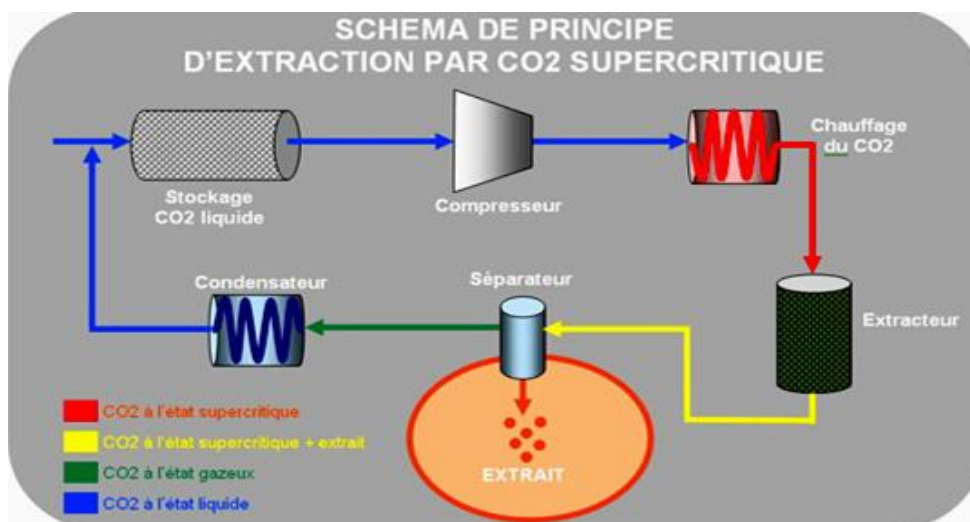 SCHEMA DE PRINCIPE
D'EXTRACTION PAR CO2 SUPERCRITIQUE
Chauffage
du CO2
Stockage
CO2 liquide
Compresseur
Condensateur
Séparateur
Extracteur
CO2 à l'état supercritique
CO2 à l'état supercritique + extrait
CO2 à l'état gazeux
CO2 à l'état liquide
EXTRAIT